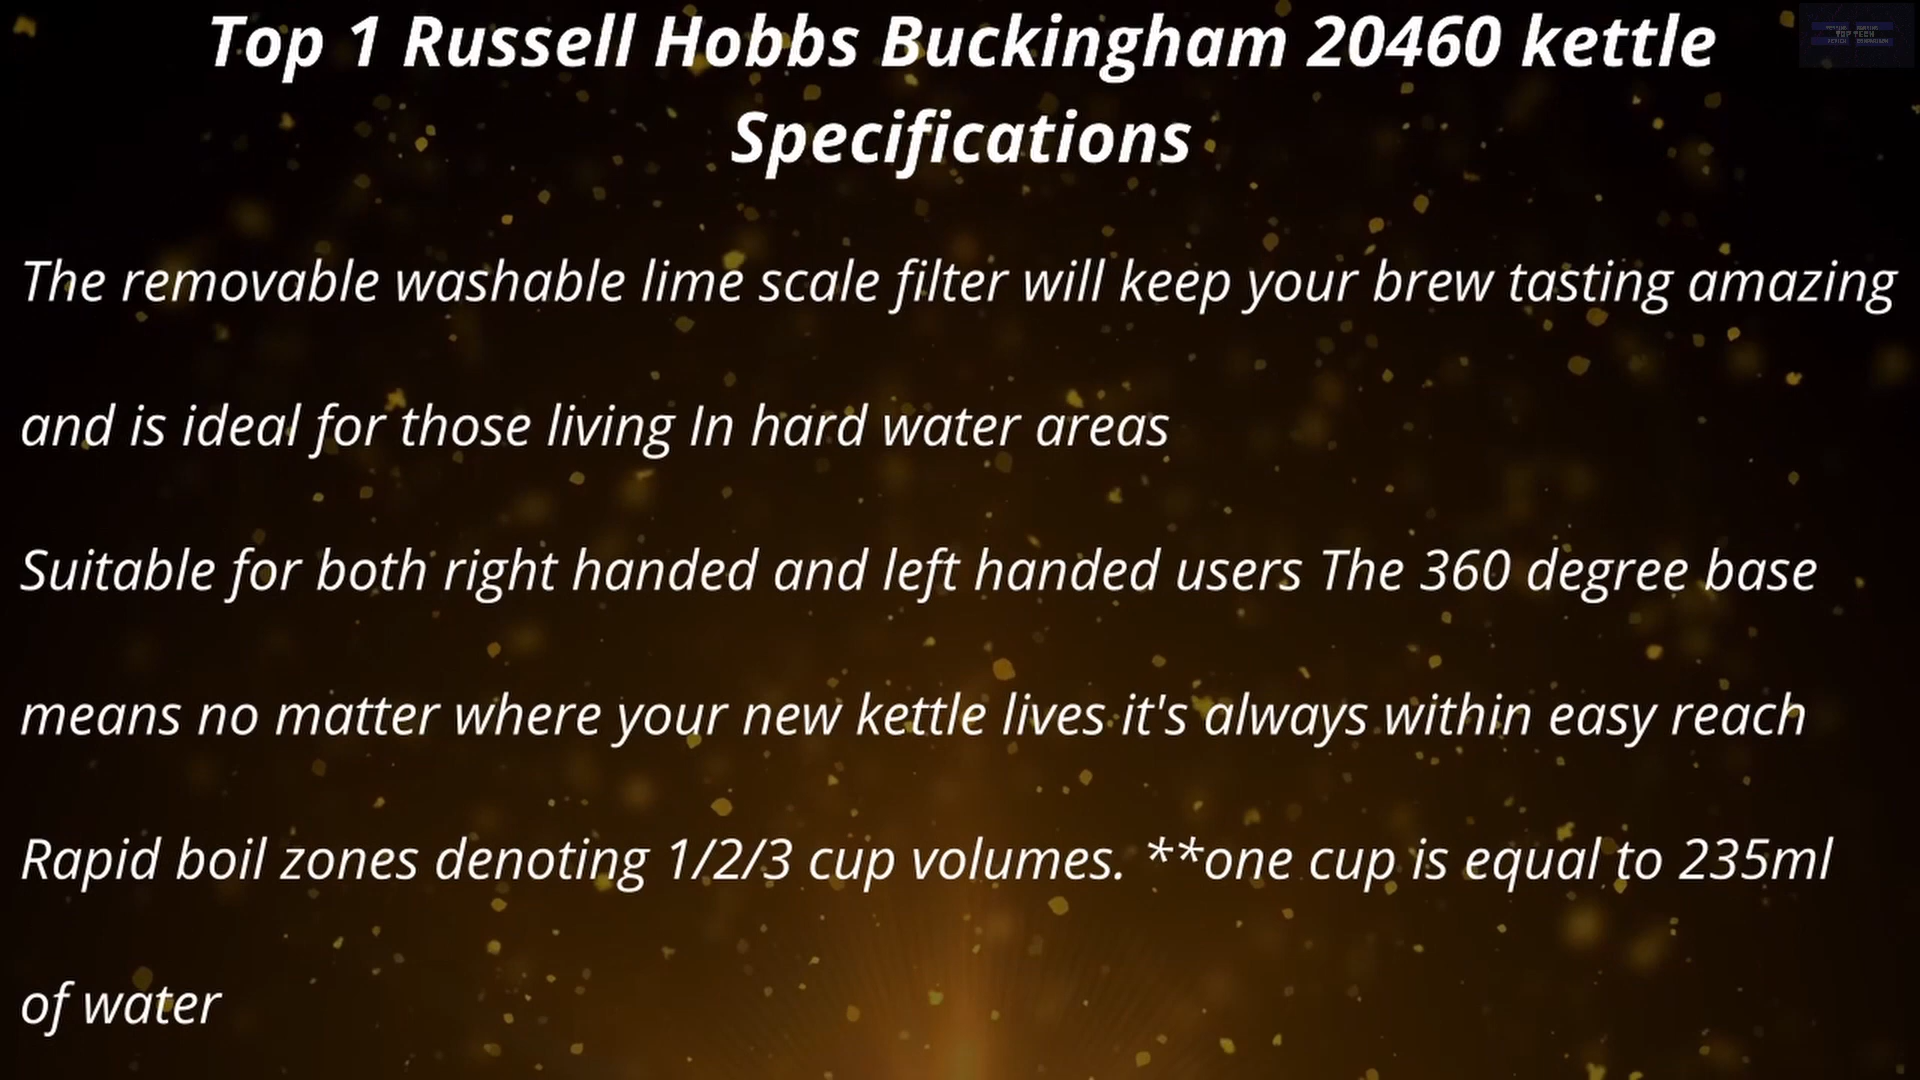 Top 1 Russell Hobbs Buckingham 20460 kettle
Specifications
The removable washable lime scale filter will keep your brew tasting amazing
and is ideal for those living In hard water areas
Suitable for both right handed and left handed users The 360 degree base
means no matter where your new kettle lives it's always within easy reach
Rapid boil zones denoting 1/2/3 cup volumes. **one cup is equal to 235ml
of water
TOP TECH